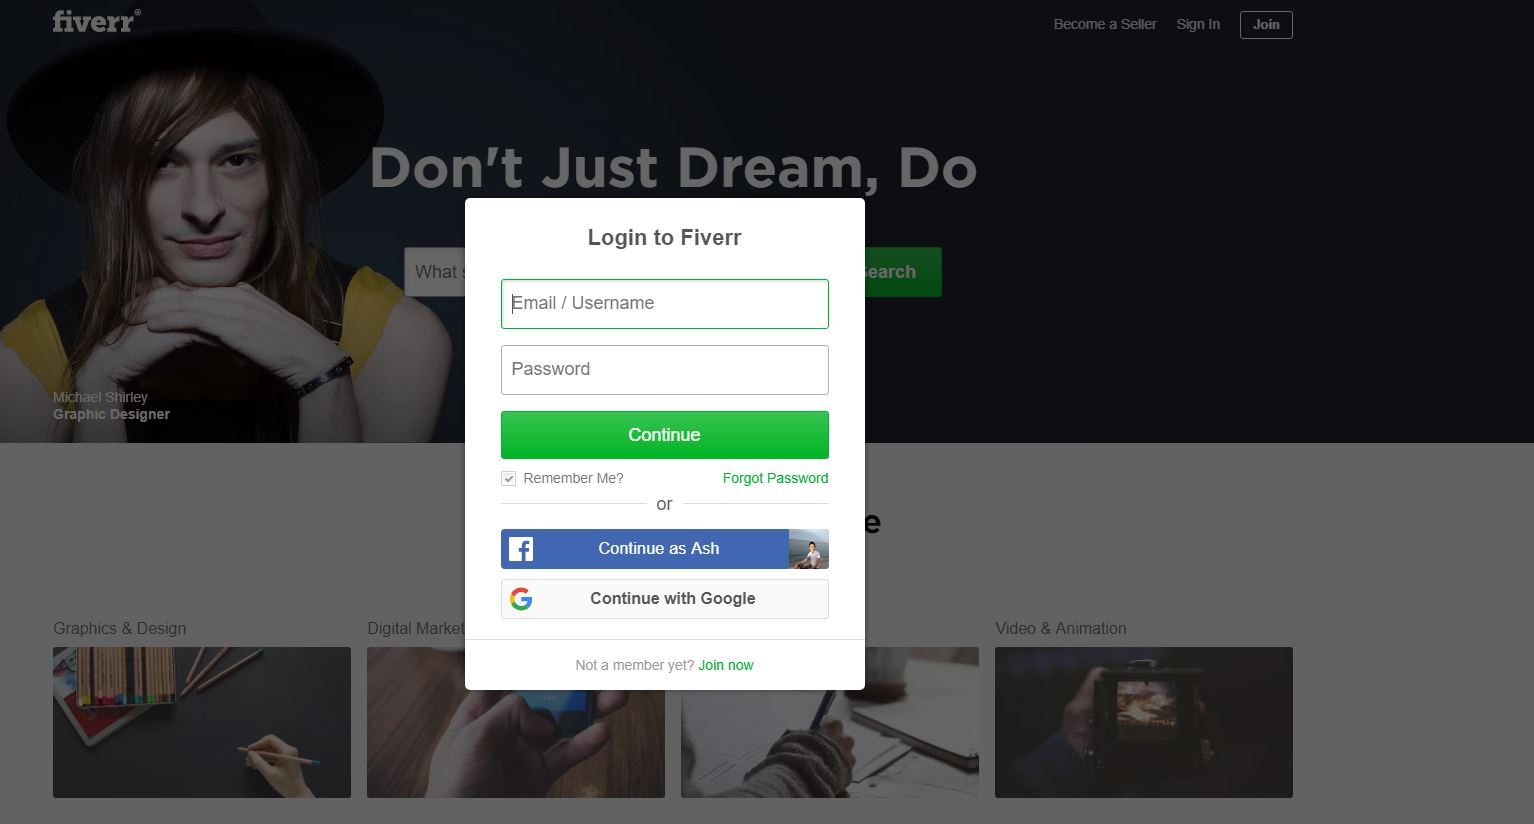 fiverr®
Become a Seller
Sign In
Join
Don't Just Dream, Do
What
Search
Michael Shirley
Graphic Designer
Login to Fiverr
Email / Username
Password
Continue
Remember Me?
Forgot Password
or
Continue as Ash
Continue with Google
Not a member yet? Join now
Graphics & Design
Digital Market
Video & Animation